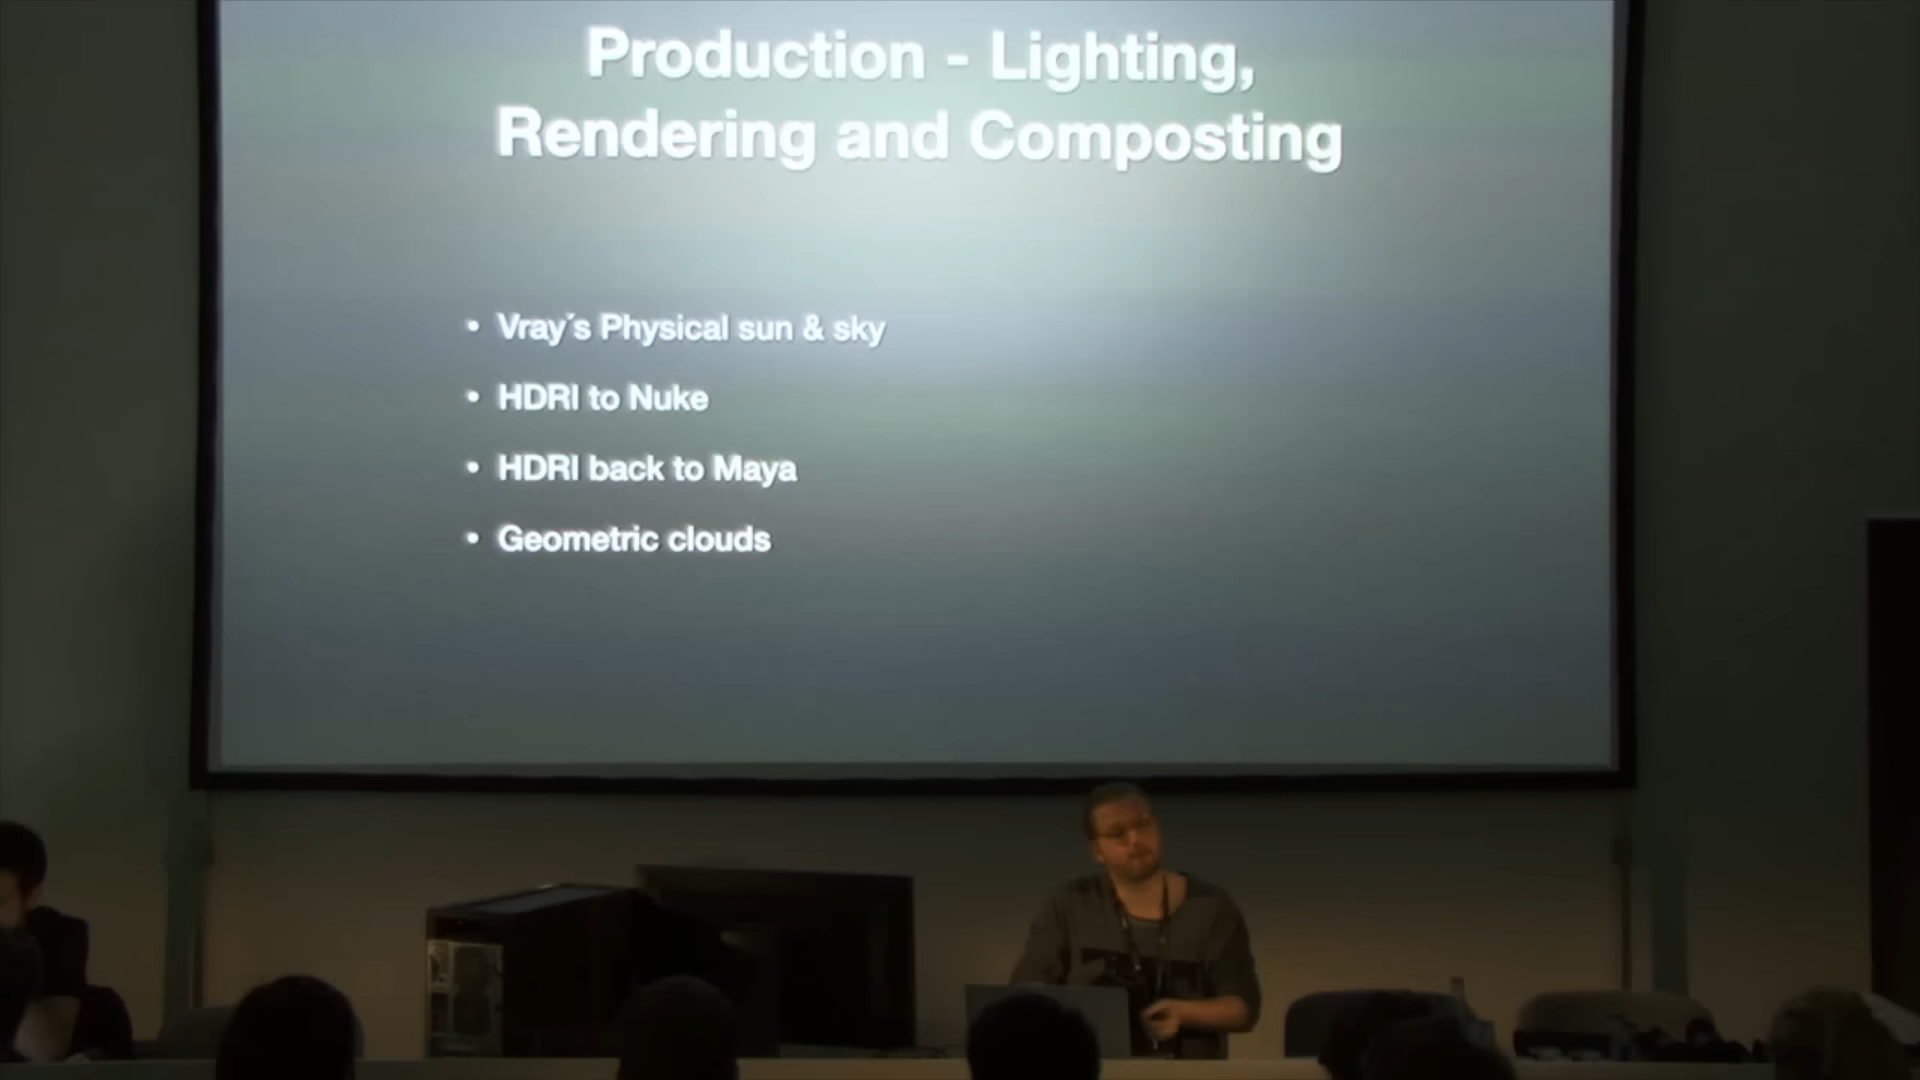 Production - Lighting,
Rendering and Composting
• Vray´s Physical sun & sky
• HDRI to Nuke
• HDRI back to Maya
• Geometric clouds